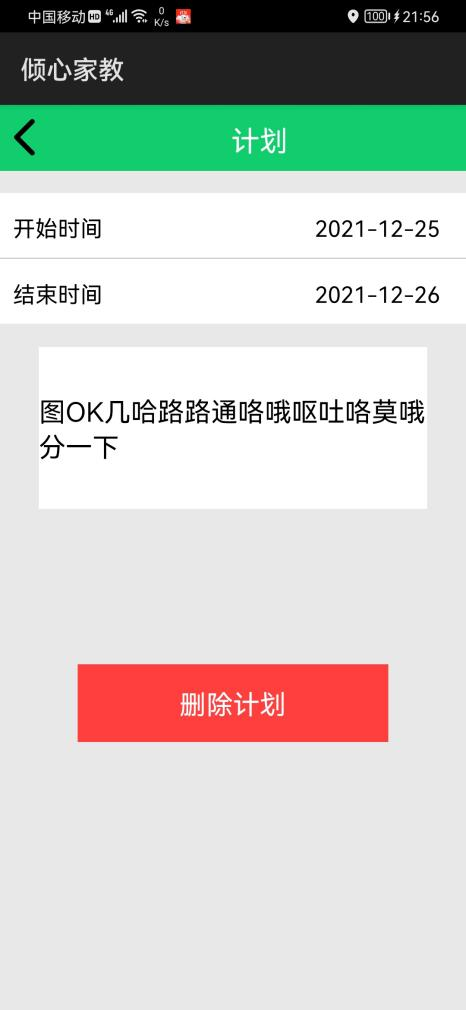 中国移动 HD 4G 0 K/s 100 21:56
倾心家教
计划
开始时间 2021-12-25
结束时间 2021-12-26
图OK几哈路路通咯哦呕吐咯莫哦
分一下
删除计划